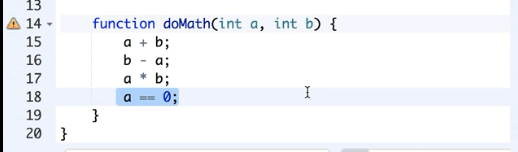 13
14 function doMath(int a, int b) {
15 a + b;
16 b - a;
17 a * b;
18 a == 0;
19 }
20 }